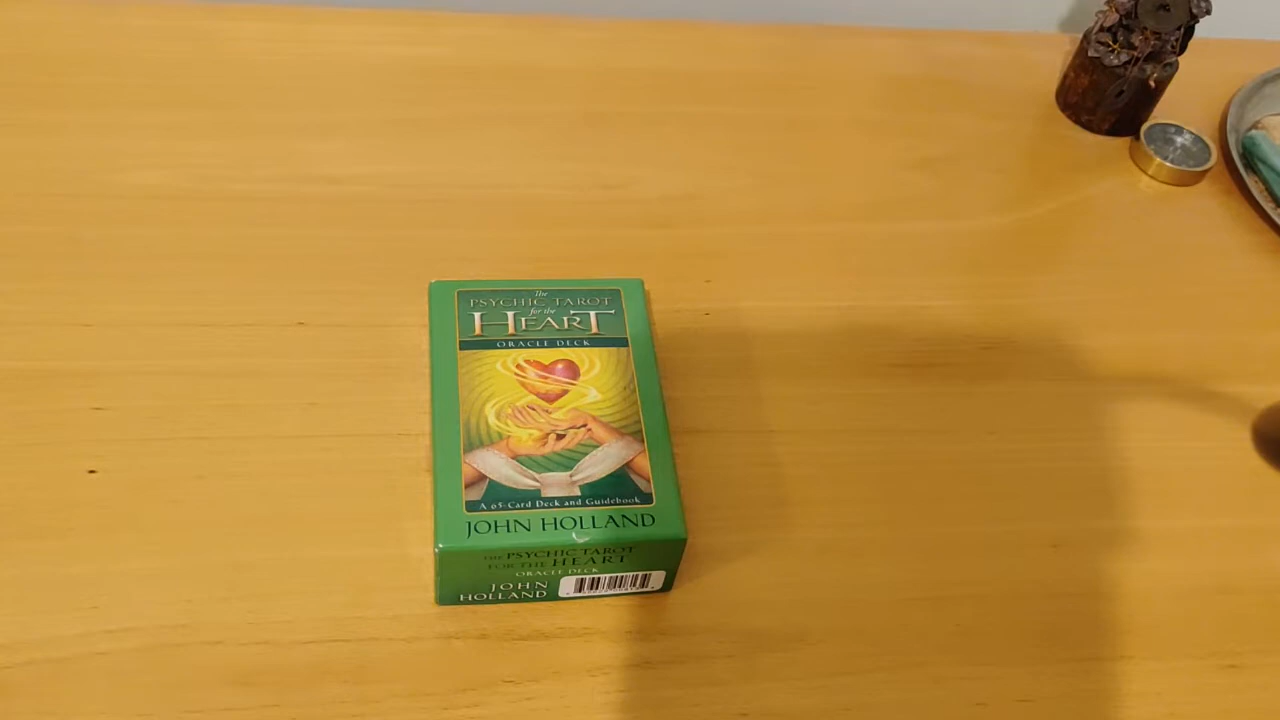 The
PSYCHIC TAROT
for the
HEART
ORACLE DECK
A 65-Card Deck and Guidebook
JOHN HOLLAND
THE PSYCHIC TAROT
FOR THE HEART
ORACLE DECK
JOHN
HOLLAND